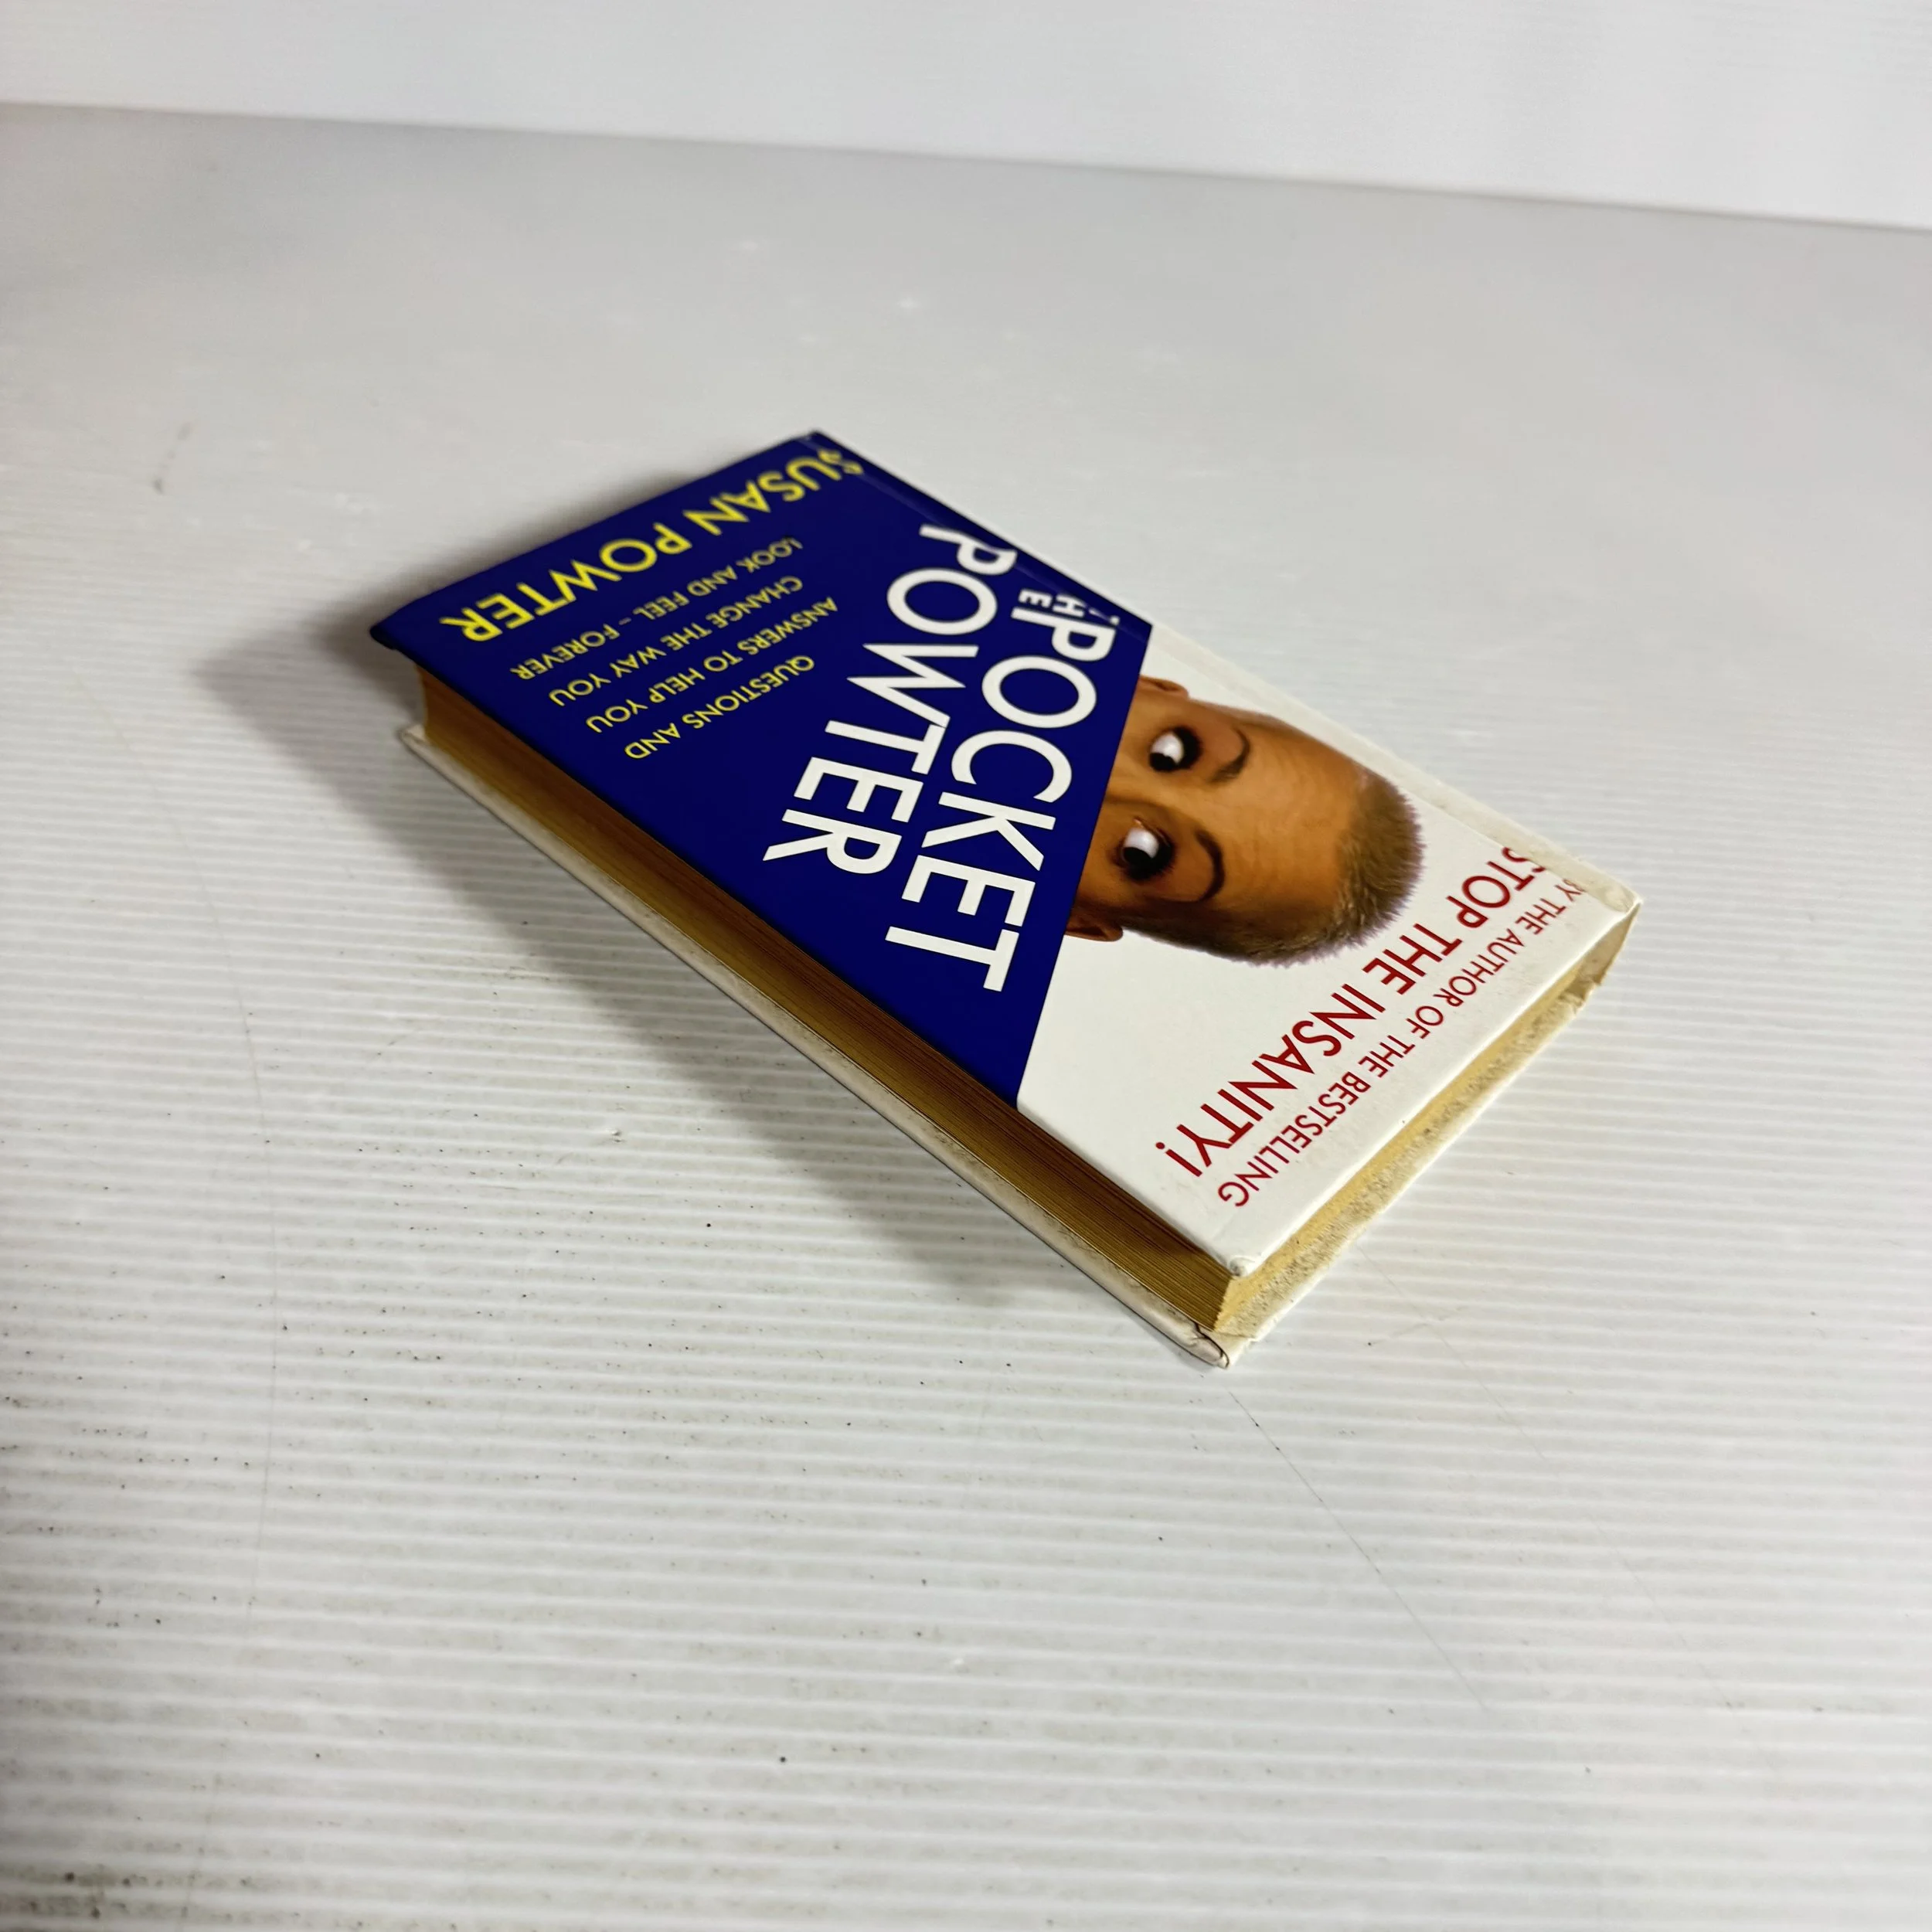 BY THE AUTHOR OF THE BESTSELLING
STOP THE INSANITY!
THE
POCKET
POWTER
QUESTIONS AND
ANSWERS TO HELP YOU
CHANGE THE WAY YOU
LOOK AND FEEL – FOREVER
SUSAN POWTER